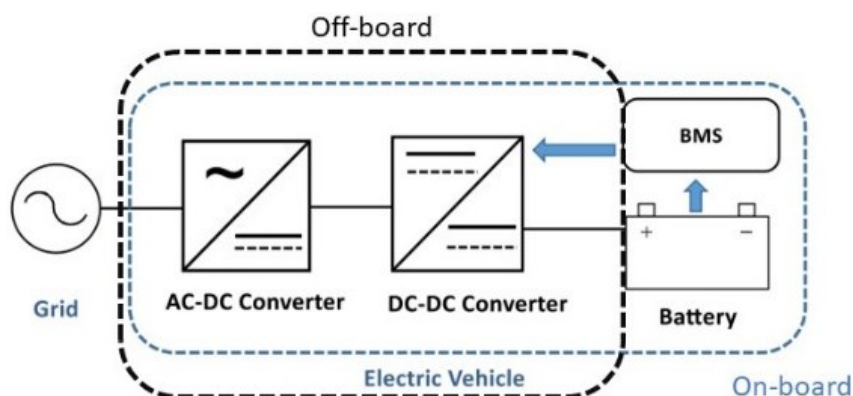 Off-board
BMS
+ −
Grid
AC-DC Converter
DC-DC Converter
Battery
Electric Vehicle
On-board